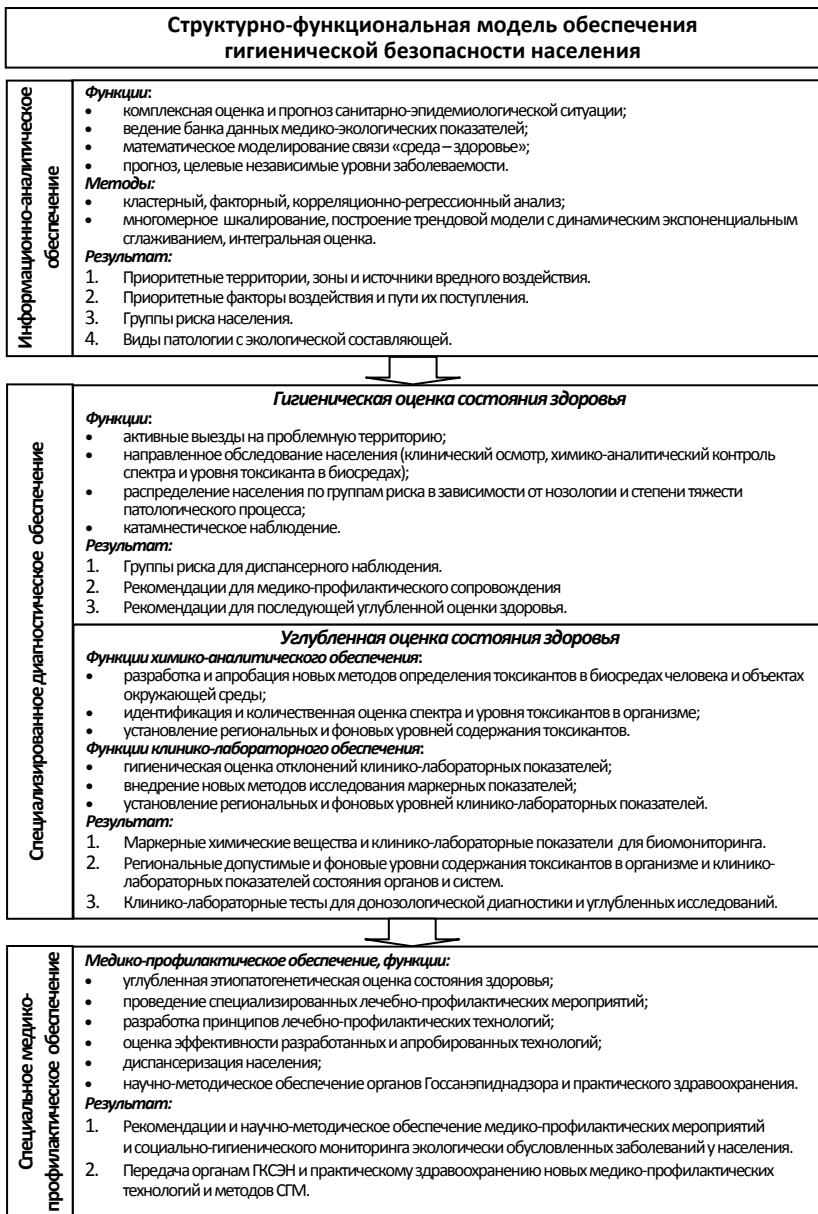 Структурно-функциональная модель обеспечения
гигиенической безопасности населения
Информационно-аналитическое
обеспечение
Функции:
• комплексная оценка и прогноз санитарно-эпидемиологической ситуации;
• ведение банка данных медико-экологических показателей;
• математическое моделирование связи «среда – здоровье»;
• прогноз, целевые независимые уровни заболеваемости.
Методы:
• кластерный, факторный, корреляционно-регрессионный анализ;
• многомерное шкалирование, построение трендовой модели с динамическим экспоненциальным
сглаживанием, интегральная оценка.
Результат:
1. Приоритетные территории, зоны и источники вредного воздействия.
2. Приоритетные факторы воздействия и пути их поступления.
3. Группы риска населения.
4. Виды патологии с экологической составляющей.
Специализированное диагностическое обеспечение
Гигиеническая оценка состояния здоровья
Функции:
• активные выезды на проблемную территорию;
• направленное обследование населения (клинический осмотр, химико-аналитический контроль
спектра и уровня токсиканта в биосредах);
• распределение населения по группам риска в зависимости от нозологии и степени тяжести
патологического процесса;
• катамнестическое наблюдение.
Результат:
1. Группы риска для диспансерного наблюдения.
2. Рекомендации для медико-профилактического сопровождения
3. Рекомендации для последующей углубленной оценки здоровья.
Углубленная оценка состояния здоровья
Функции химико-аналитического обеспечения:
• разработка и апробация новых методов определения токсикантов в биосредах человека и объектах
окружающей среды;
• идентификация и количественная оценка спектра и уровня токсикантов в организме;
• установление региональных и фоновых уровней содержания токсикантов.
Функции клинико-лабораторного обеспечения:
• гигиеническая оценка отклонений клинико-лабораторных показателей;
• внедрение новых методов исследования маркерных показателей;
• установление региональных и фоновых уровней клинико-лабораторных показателей.
Результат:
1. Маркерные химические вещества и клинико-лабораторные показатели для биомониторинга.
2. Региональные допустимые и фоновые уровни содержания токсикантов в организме и клинико-
лабораторных показателей состояния органов и систем.
3. Клинико-лабораторные тесты для донозологической диагностики и углубленных исследований.
Специальное медико-
профилактическое обеспечение
Медико-профилактическое обеспечение, функции:
• углубленная этиопатогенетическая оценка состояния здоровья;
• проведение специализированных лечебно-профилактических мероприятий;
• разработка принципов лечебно-профилактических технологий;
• оценка эффективности разработанных и апробированных технологий;
• диспансеризация населения;
• научно-методическое обеспечение органов Госсанэпиднадзора и практического здравоохранения.
Результат:
1. Рекомендации и научно-методическое обеспечение медико-профилактических мероприятий
и социально-гигиенического мониторинга экологически обусловленных заболеваний у населения.
2. Передача органам ГКСЭН и практическому здравоохранению новых медико-профилактических
технологий и методов СГМ.